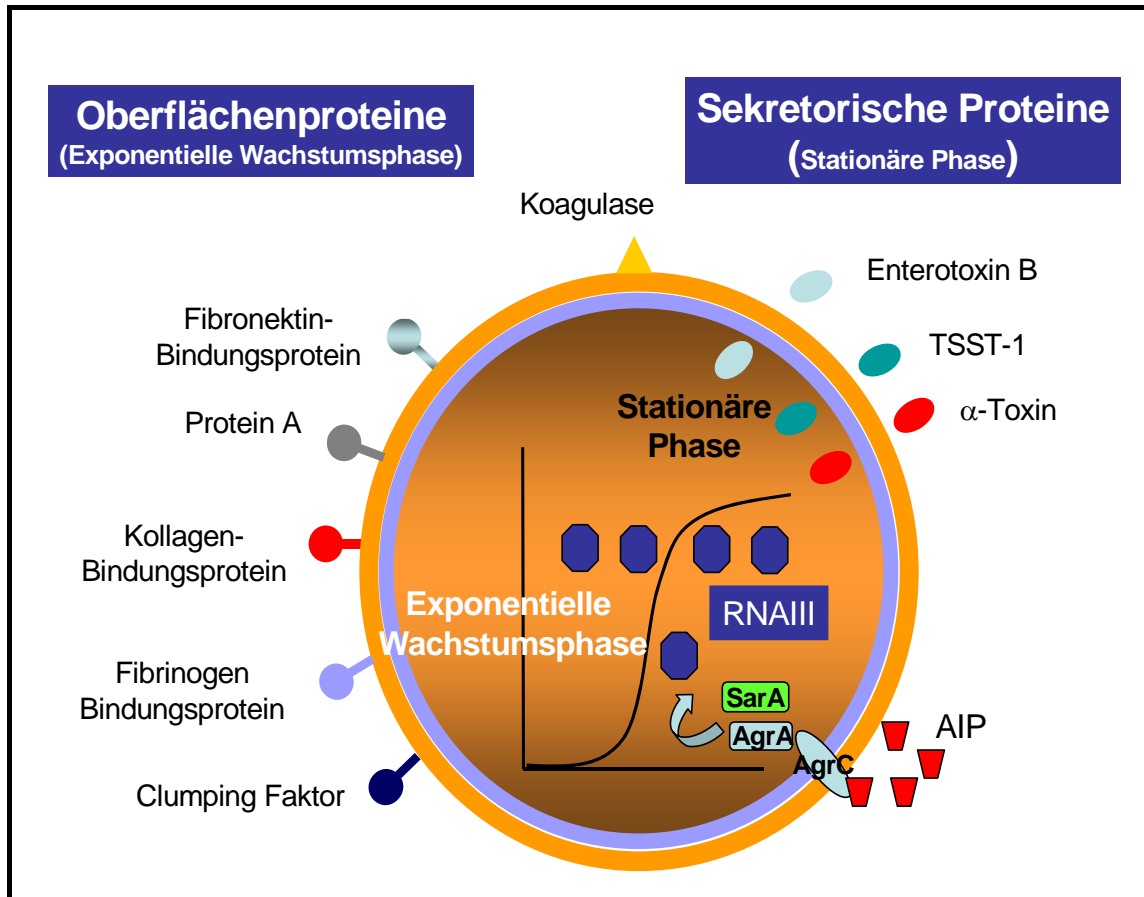 Oberflächenproteine
(Exponentielle Wachstumsphase)
Sekretorische Proteine
(Stationäre Phase)
Koagulase
Enterotoxin B
TSST-1
α-Toxin
Fibronektin-
Bindungsprotein
Protein A
Kollagen-
Bindungsprotein
Fibrinogen
Bindungsprotein
Clumping Faktor
Stationäre
Phase
Exponentielle
Wachstumsphase
RNAIII
SarA
AgrA
AgrC
AIP